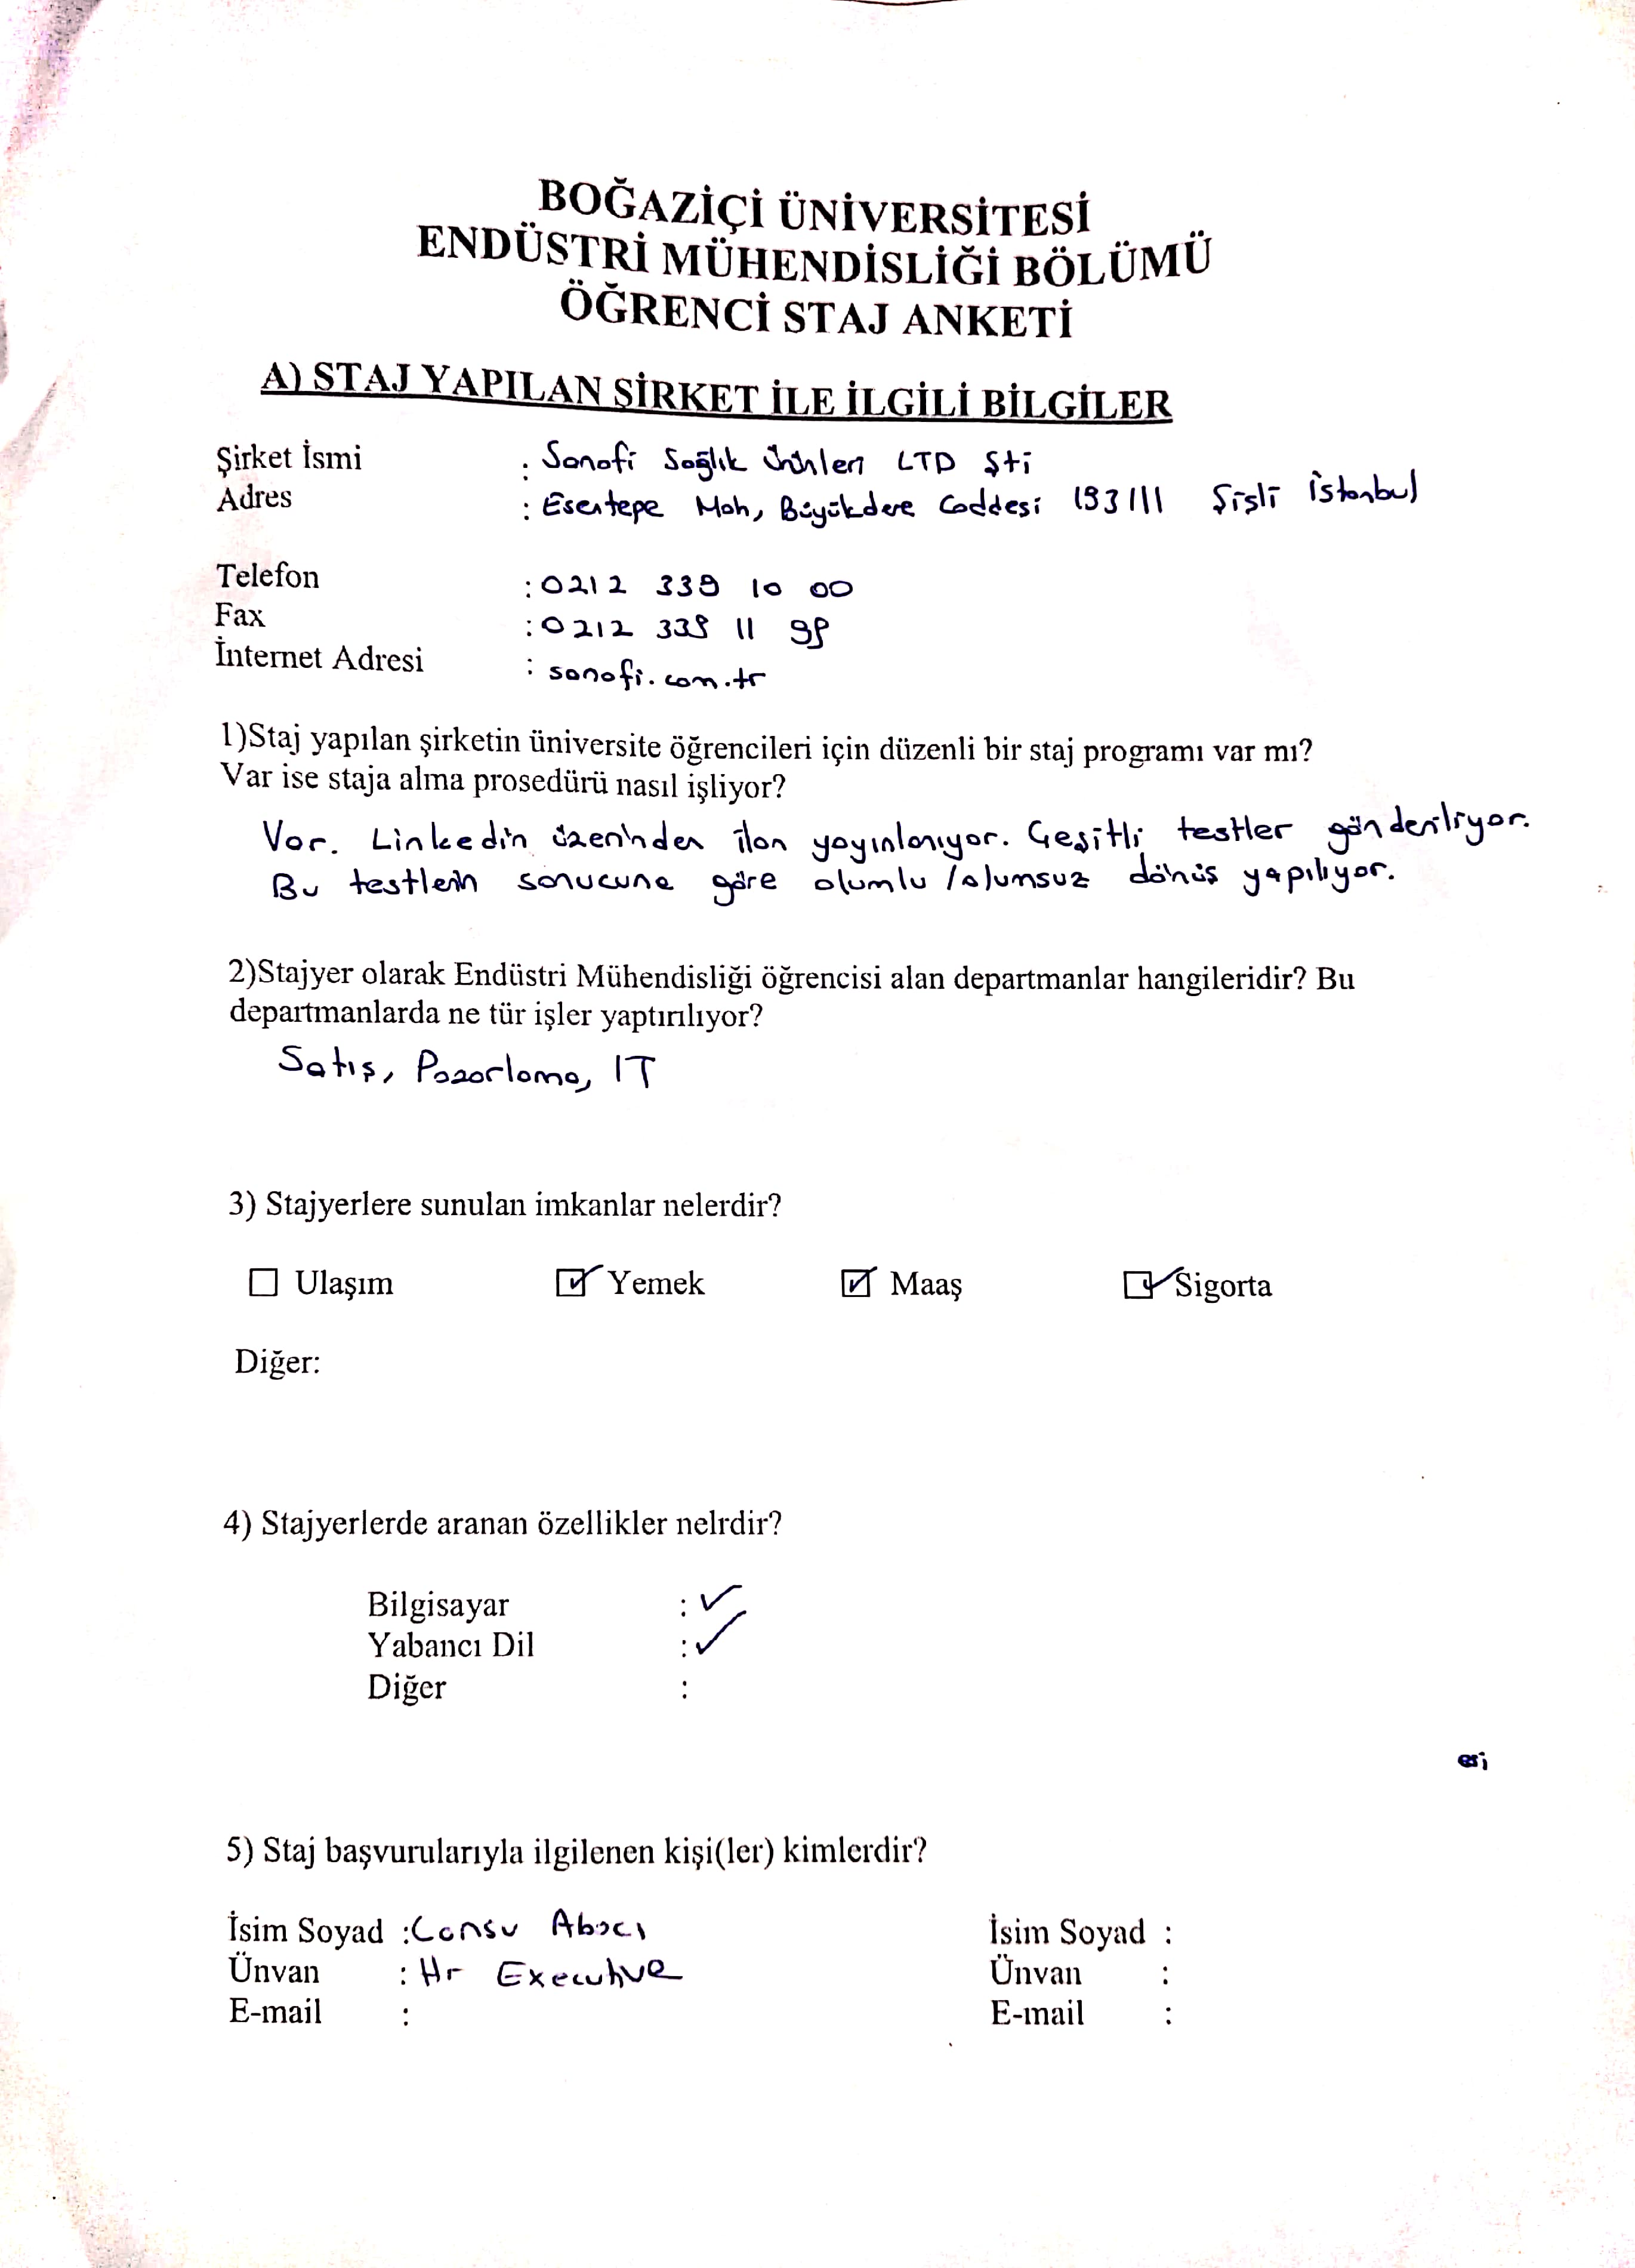 BOĞAZİÇİ ÜNİVERSİTESİ
ENDÜSTRİ MÜHENDİSLİĞİ BÖLÜMÜ
ÖĞRENCİ STAJ ANKETİ
A) STAJ YAPILAN ŞİRKET İLE İLGİLİ BİLGİLER
Şirket İsmi : Sanofi Sağlık Ürünleri LTD Şti
Adres : Esentepe Mah, Büyükdere Caddesi 193/11 Şişli İstanbul
Telefon : 0212 339 10 00
Fax : 0212 339 11 99
İnternet Adresi : sanofi.com.tr
1)Staj yapılan şirketin üniversite öğrencileri için düzenli bir staj programı var mı?
Var ise staja alma prosedürü nasıl işliyor?
Var. Linkedin üzerinden ilan yayınlanıyor. Çeşitli testler gönderiliyor.
Bu testlerin sonucuna göre olumlu/olumsuz dönüş yapılıyor.
2)Stajyer olarak Endüstri Mühendisliği öğrencisi alan departmanlar hangileridir? Bu
departmanlarda ne tür işler yaptırılıyor?
Satış, Pazarlama, IT
3) Stajyerlere sunulan imkanlar nelerdir?
☐ Ulaşım ☑ Yemek ☑ Maaş ☑ Sigorta
Diğer:
4) Stajyerlerde aranan özellikler nelrdir?
Bilgisayar : ✓
Yabancı Dil : ✓
Diğer :
5) Staj başvurularıyla ilgilenen kişi(ler) kimlerdir?
İsim Soyad : Cansu Abacı İsim Soyad :
Ünvan : Hr Executive Ünvan :
E-mail : E-mail :